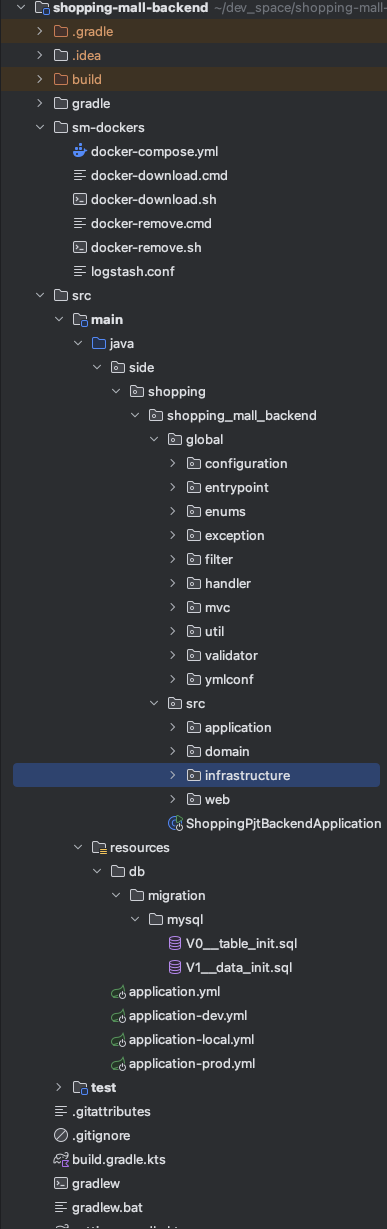 shopping-mall-backend ~/dev_space/shopping-mall-
.gradle
.idea
build
gradle
sm-dockers
docker-compose.yml
docker-download.cmd
docker-download.sh
docker-remove.cmd
docker-remove.sh
logstash.conf
src
main
java
side
shopping
shopping_mall_backend
global
configuration
entrypoint
enums
exception
filter
handler
mvc
util
validator
ymlconf
src
application
domain
infrastructure
web
ShoppingPjtBackendApplication
resources
db
migration
mysql
V0__table_init.sql
V1__data_init.sql
application.yml
application-dev.yml
application-local.yml
application-prod.yml
test
.gitattributes
.gitignore
build.gradle.kts
gradlew
gradlew.bat